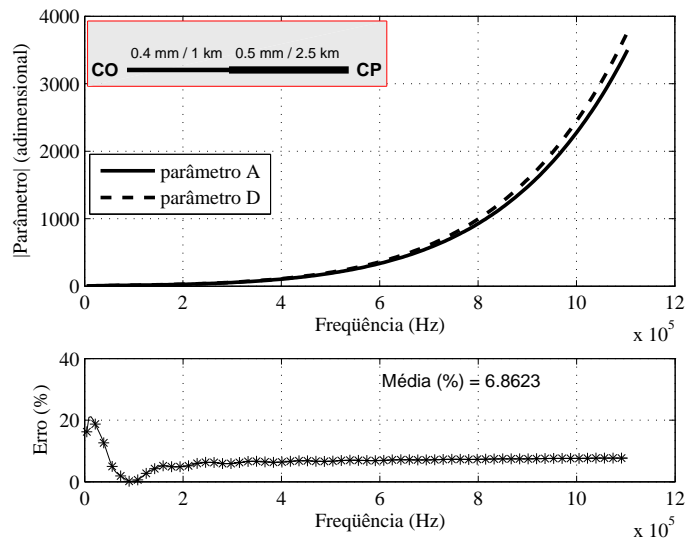 4000
3000
2000
1000
0
|Parâmetro| (adimensional)
0.4 mm / 1 km
0.5 mm / 2.5 km
CO
CP
parâmetro A
parâmetro D
0 2 4 6 8 10 12
x 10^5
Freqüência (Hz)
40
20
0
Erro (%)
Média (%) = 6.8623
0 2 4 6 8 10 12
x 10^5
Freqüência (Hz)